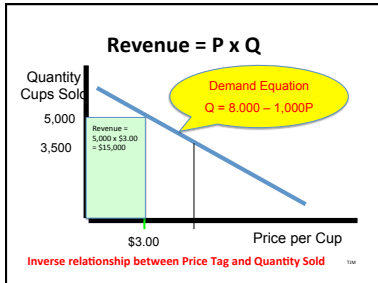 Revenue = P x Q
Quantity
Cups Sold
Demand Equation
Q = 8.000 – 1,000P
5,000
Revenue =
5,000 x $3.00
= $15,000
3,500
$3.00
Price per Cup
Inverse relationship between Price Tag and Quantity Sold